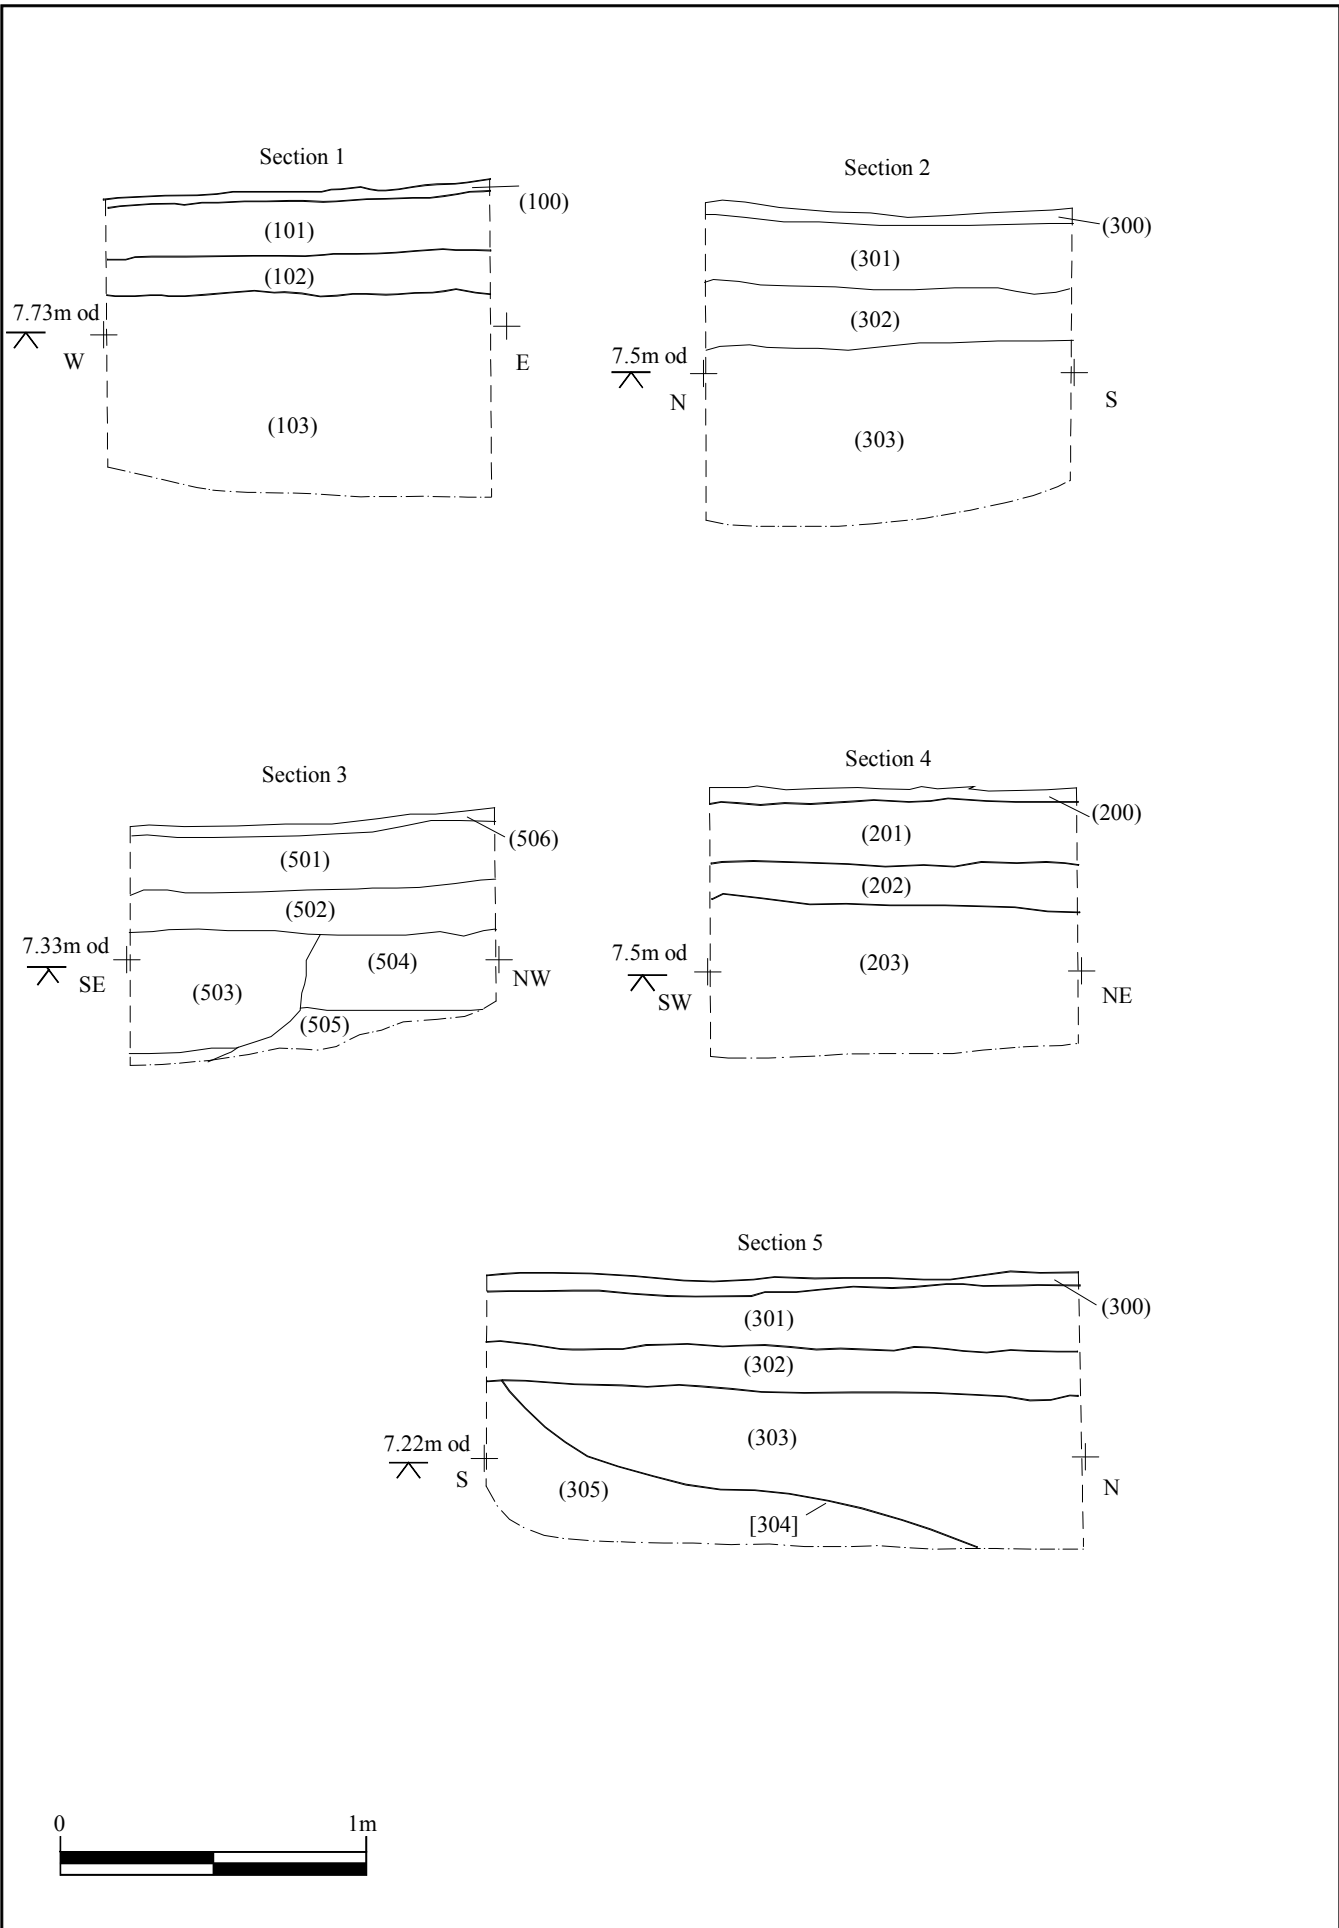 Section 1
(100)
(101)
(102)
7.73m od
W
E
(103)
Section 2
(300)
(301)
(302)
7.5m od
N
S
(303)
Section 3
(506)
(501)
(502)
7.33m od
SE
(504)
NW
(503)
(505)
Section 4
(200)
(201)
(202)
7.5m od
SW
(203)
NE
Section 5
(300)
(301)
(302)
(303)
7.22m od
S
N
(305)
[304]
0 1m